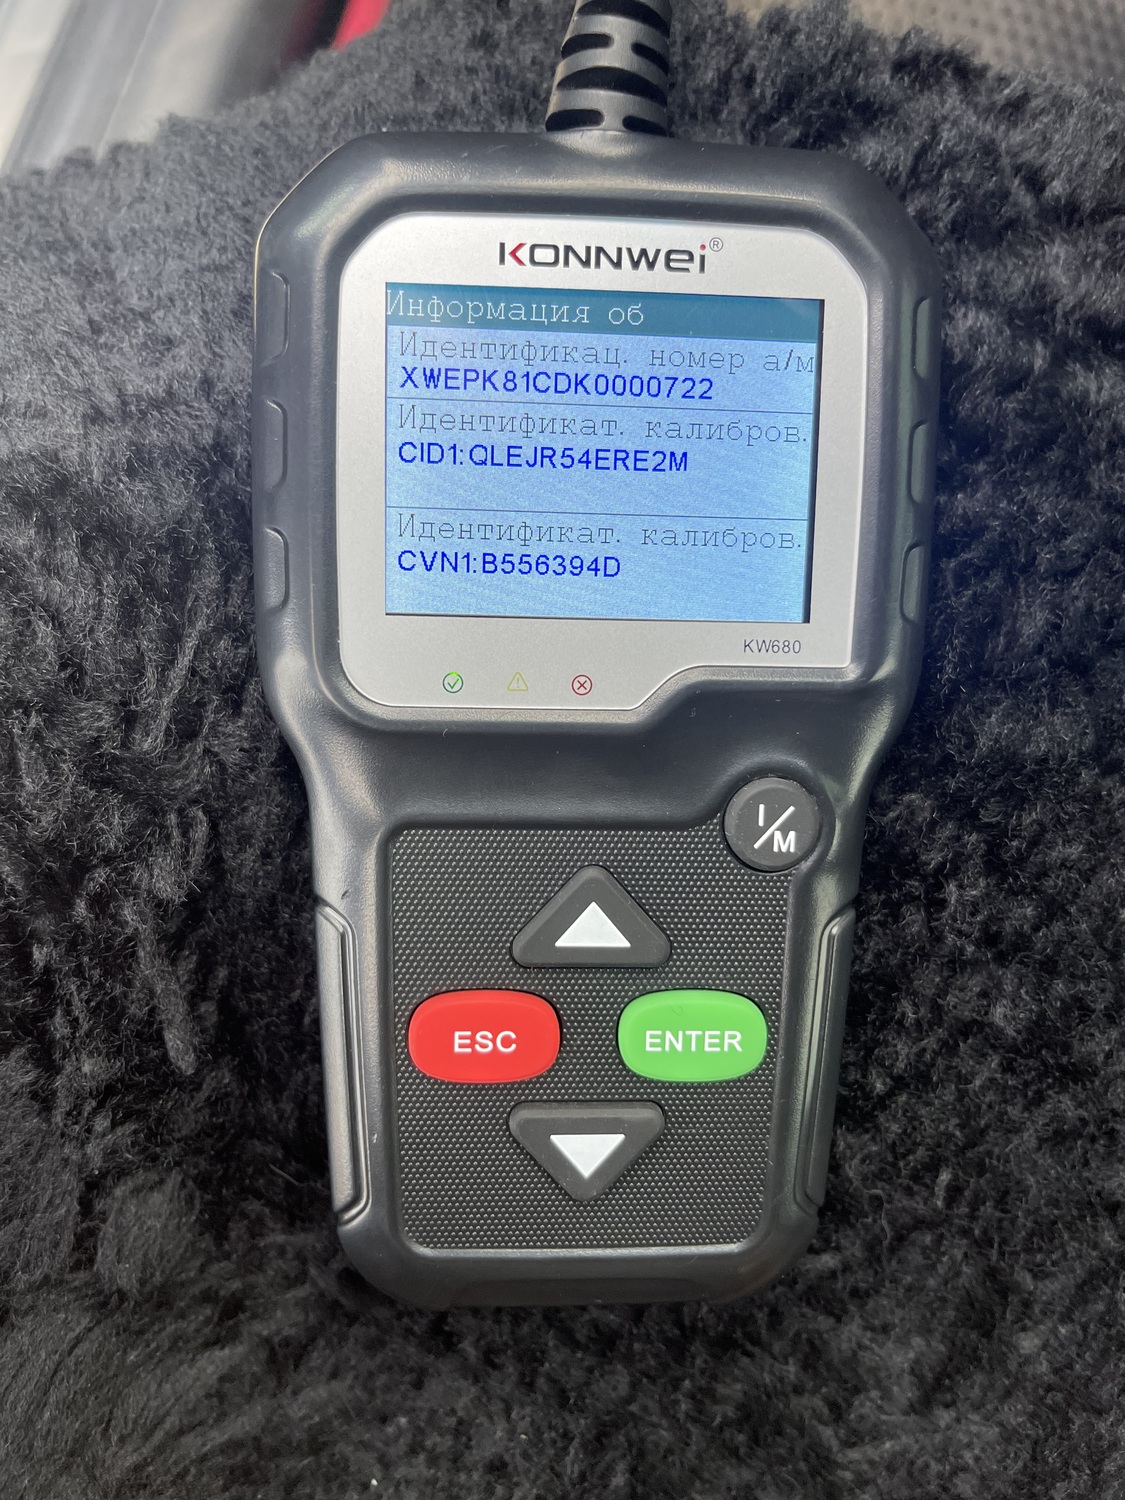 KONNWEI®
Информация об
Идентификац. номер а/м
XWEPK81CDK0000722
Идентификат. калибров.
CID1:QLEJR54ERE2M
Идентификат. калибров.
CVN1:B556394D
KW680
I/M
ESC
ENTER